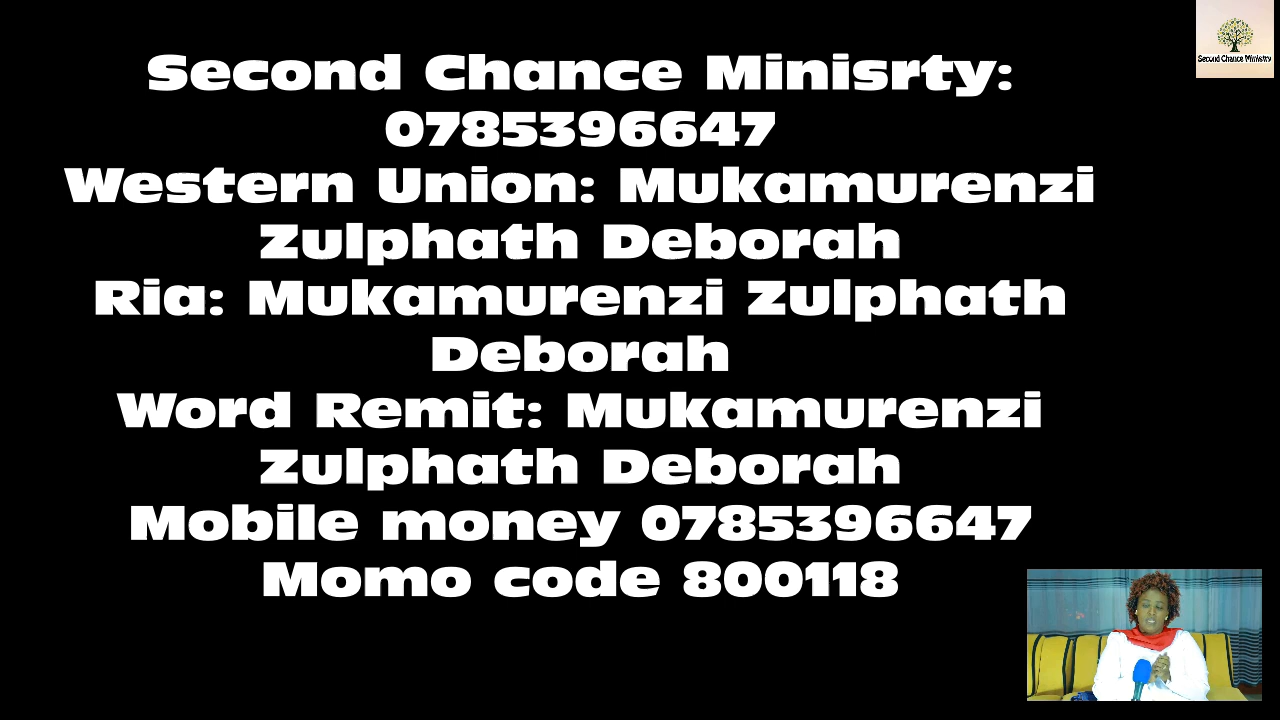 Second Chance Minisrty:
0785396647
Western Union: Mukamurenzi
Zulphath Deborah
Ria: Mukamurenzi Zulphath
Deborah
Word Remit: Mukamurenzi
Zulphath Deborah
Mobile money 0785396647
Momo code 800118
Second Chance Ministry